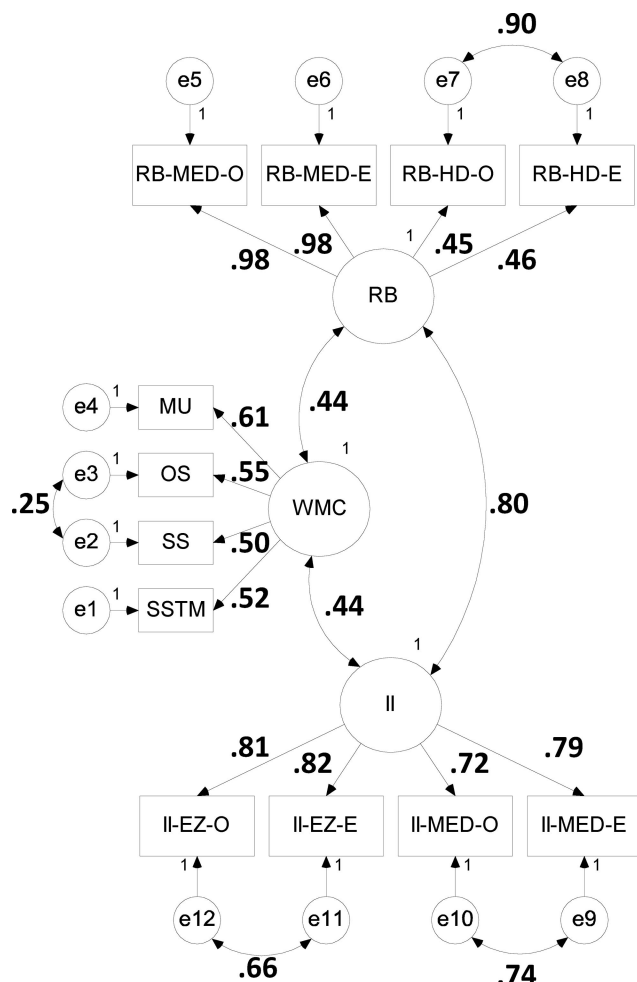 .90
e5 e6 e7 e8
1 1 1 1
RB-MED-O RB-MED-E RB-HD-O RB-HD-E
.98 .98 1 .45 .46
RB
.44
e4 1 MU .61
e3 1 OS .55 1
.25 WMC .80
e2 1 SS .50
e1 1 SSTM .52
.44
1
II
.81 .82 .72 .79
II-EZ-O II-EZ-E II-MED-O II-MED-E
1 1 1 1
e12 e11 e10 e9
.66 .74